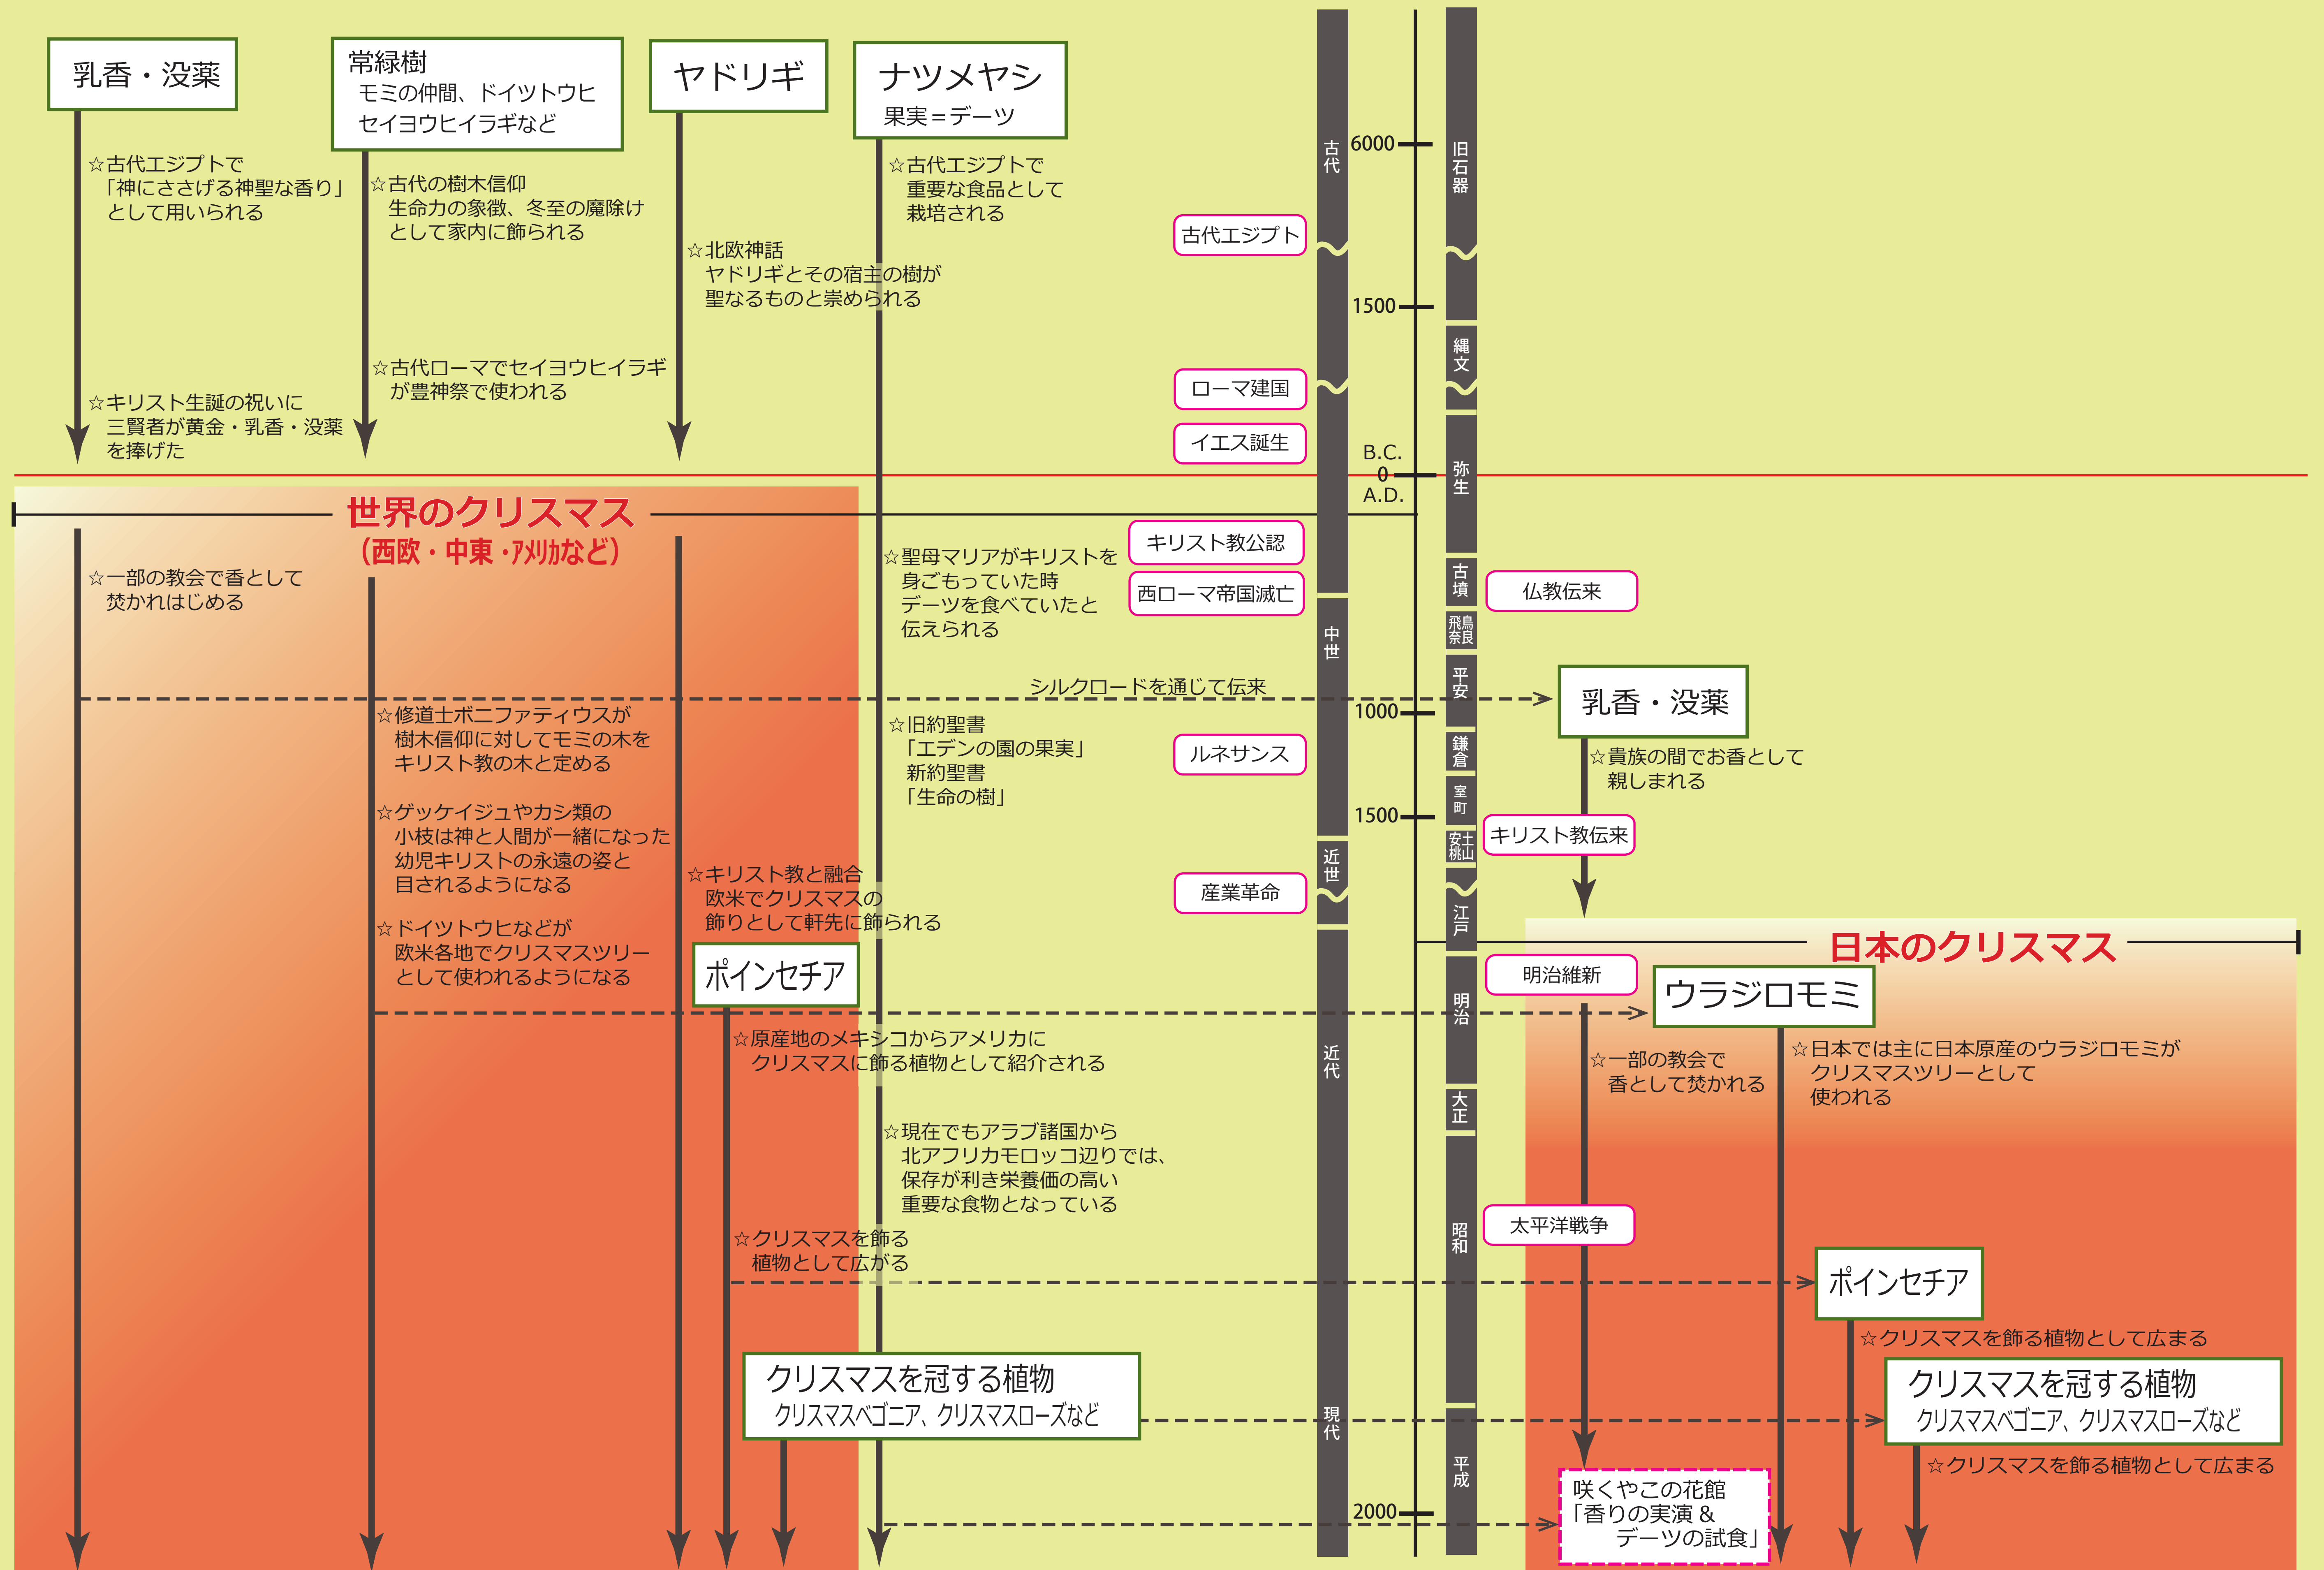 乳香・没薬
☆古代エジプトで
「神にささげる神聖な香り」
として用いられる
☆キリスト生誕の祝いに
三賢者が黄金・乳香・没薬
を捧げた
常緑樹
モミの仲間、ドイツトウヒ
セイヨウヒイラギなど
☆古代の樹木信仰
生命力の象徴、冬至の魔除け
として家内に飾られる
☆古代ローマでセイヨウヒイラギ
が豊神祭で使われる
ヤドリギ
☆北欧神話
ヤドリギとその宿主の樹が
聖なるものと崇められる
ナツメヤシ
果実＝デーツ
☆古代エジプトで
重要な食品として
栽培される
古代エジプト
ローマ建国
イエス誕生
古代
6000
1500
B.C.
0
A.D.
旧石器
縄文
弥生
世界のクリスマス
（西欧・中東・アメリカなど）
☆一部の教会で香として
焚かれはじめる
☆聖母マリアがキリストを
身ごもっていた時
デーツを食べていたと
伝えられる
キリスト教公認
西ローマ帝国滅亡
中世
古墳
飛鳥
奈良
平安
仏教伝来
シルクロードを通じて伝来
乳香・没薬
☆貴族の間でお香として
親しまれる
☆修道士ボニファティウスが
樹木信仰に対してモミの木を
キリスト教の木と定める
☆ゲッケイジュやカシ類の
小枝は神と人間が一緒になった
幼児キリストの永遠の姿と
目されるようになる
☆ドイツトウヒなどが
欧米各地でクリスマスツリー
として使われるようになる
☆旧約聖書
「エデンの園の果実」
新約聖書
「生命の樹」
ルネサンス
1000
1500
鎌倉
室町
安土
桃山
キリスト教伝来
☆キリスト教と融合
欧米でクリスマスの
飾りとして軒先に飾られる
産業革命
近世
江戸
日本のクリスマス
ポインセチア
☆原産地のメキシコからアメリカに
クリスマスに飾る植物として紹介される
明治維新
ウラジロモミ
近代
明治
☆一部の教会で
香として焚かれる
☆日本では主に日本原産のウラジロモミが
クリスマスツリーとして
使われる
☆現在でもアラブ諸国から
北アフリカモロッコ辺りでは、
保存が利き栄養価の高い
重要な食物となっている
大正
昭和
太平洋戦争
☆クリスマスを飾る
植物として広がる
ポインセチア
☆クリスマスを飾る植物として広まる
クリスマスを冠する植物
クリスマスベゴニア、クリスマスローズなど
現代
平成
2000
クリスマスを冠する植物
クリスマスベゴニア、クリスマスローズなど
☆クリスマスを飾る植物として広まる
咲くやこの花館
「香りの実演＆
デーツの試食」